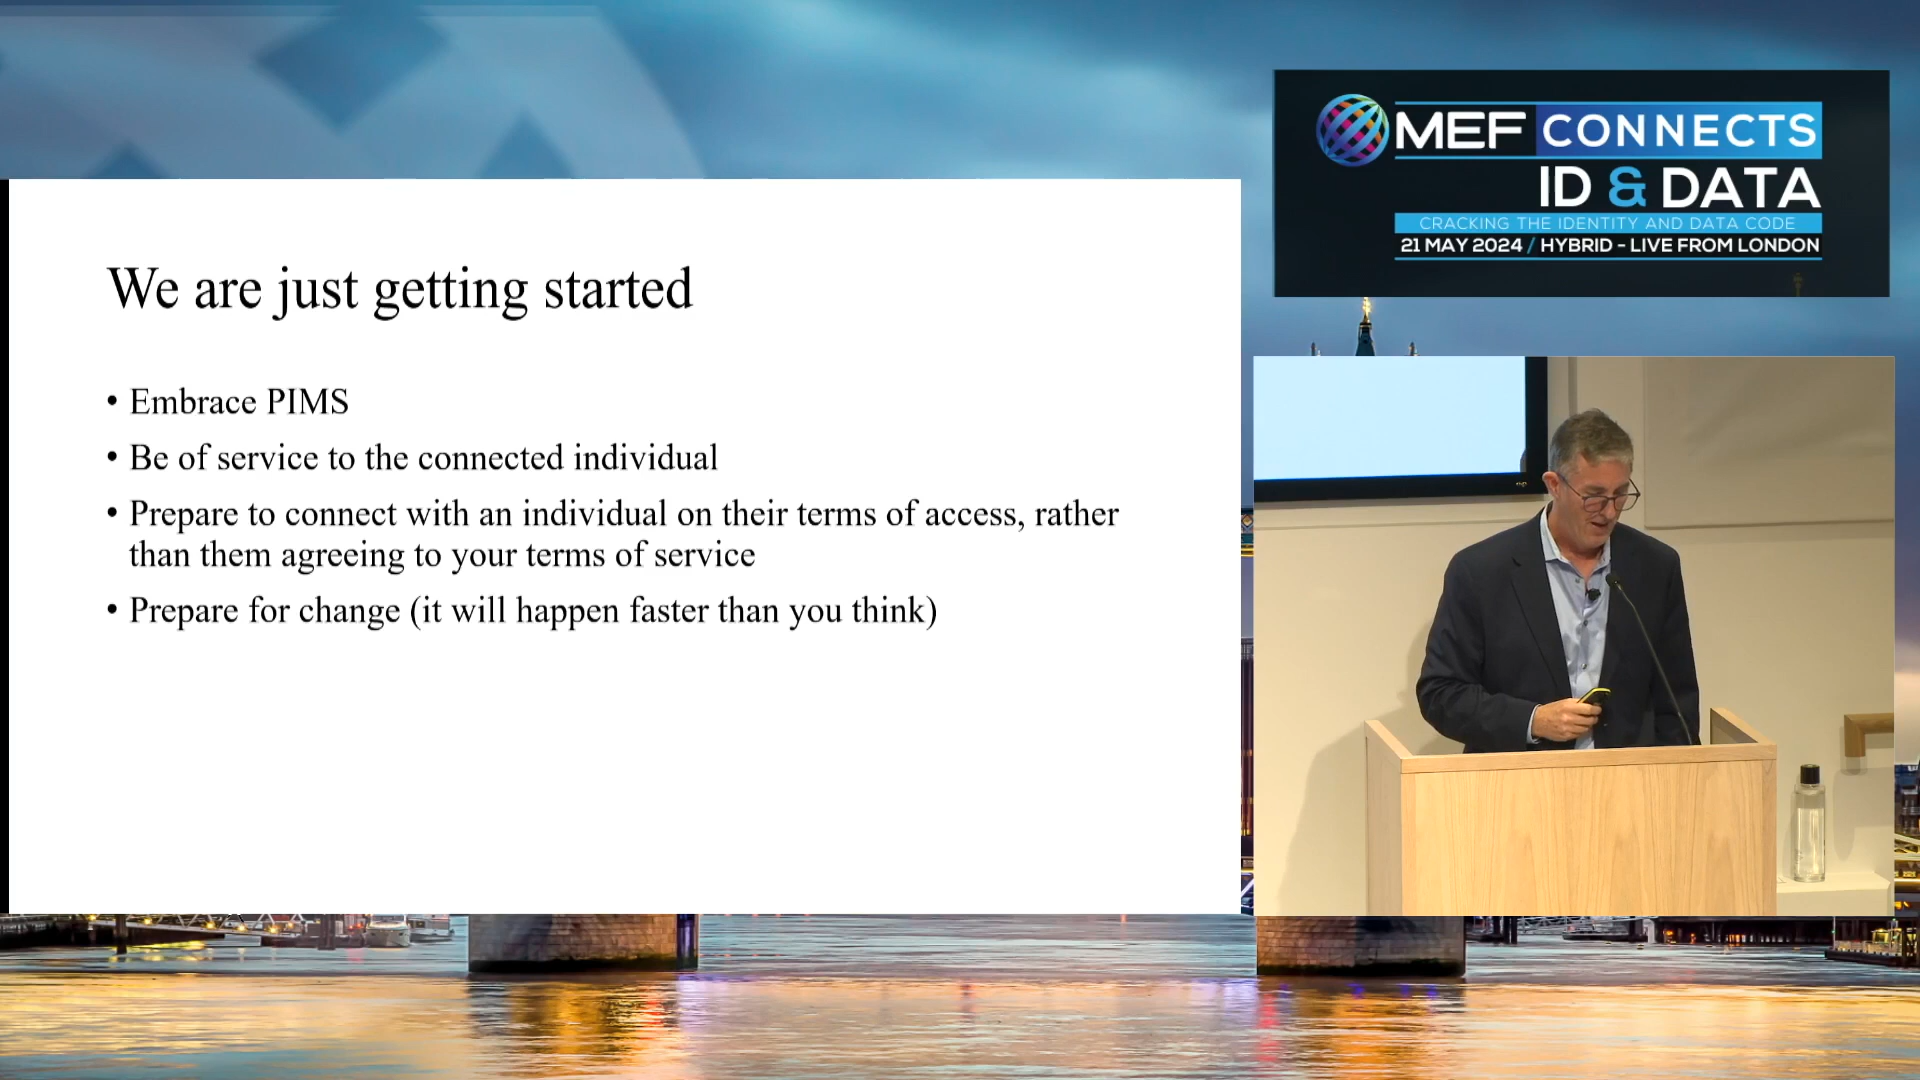 MEF CONNECTS
ID & DATA
CRACKING THE IDENTITY AND DATA CODE
21 MAY 2024 / HYBRID - LIVE FROM LONDON
We are just getting started
• Embrace PIMS
• Be of service to the connected individual
• Prepare to connect with an individual on their terms of access, rather
than them agreeing to your terms of service
• Prepare for change (it will happen faster than you think)